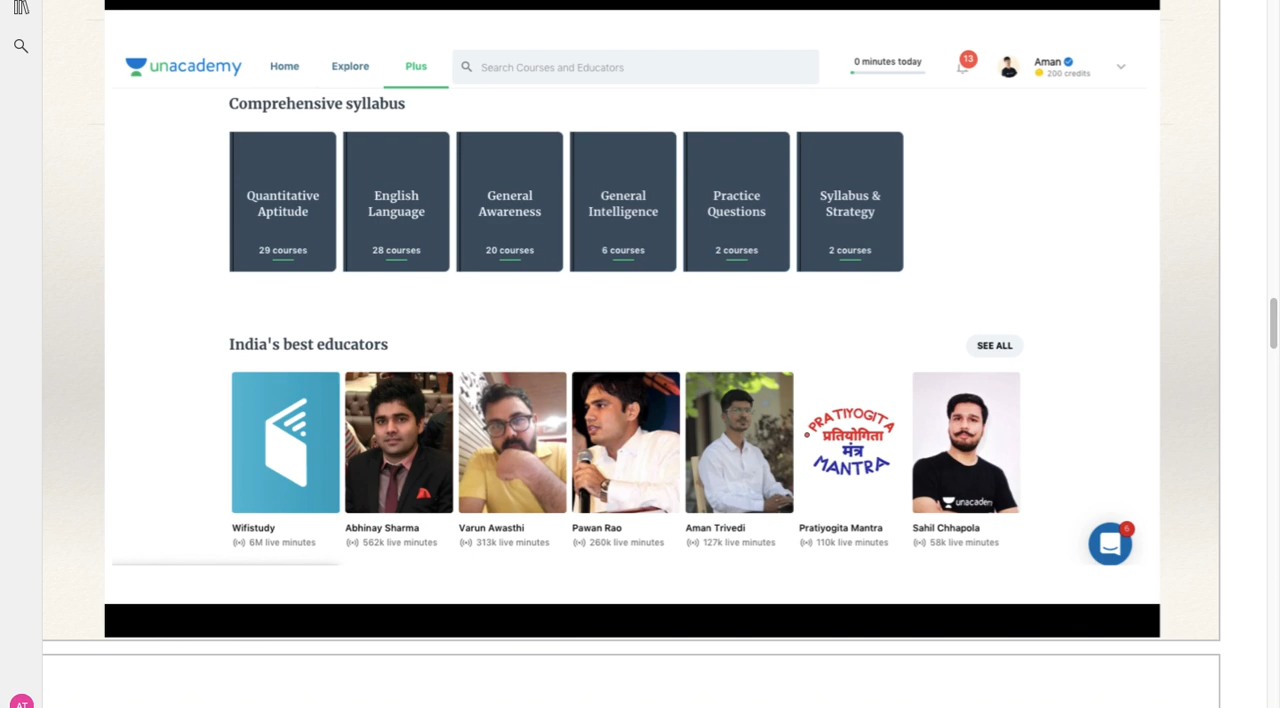 unacademy
Home
Explore
Plus
Search Courses and Educators
0 minutes today
13
Aman
200 credits
Comprehensive syllabus
Quantitative
Aptitude
29 courses
English
Language
28 courses
General
Awareness
20 courses
General
Intelligence
6 courses
Practice
Questions
2 courses
Syllabus &
Strategy
2 courses
India's best educators
SEE ALL
PRATIYOGITA
प्रतियोगिता
मंत्र
MANTRA
unacademy
Wifistudy
6M live minutes
Abhinay Sharma
562k live minutes
Varun Awasthi
313k live minutes
Pawan Rao
260k live minutes
Aman Trivedi
127k live minutes
Pratiyogita Mantra
110k live minutes
Sahil Chhapola
58k live minutes
6
AT